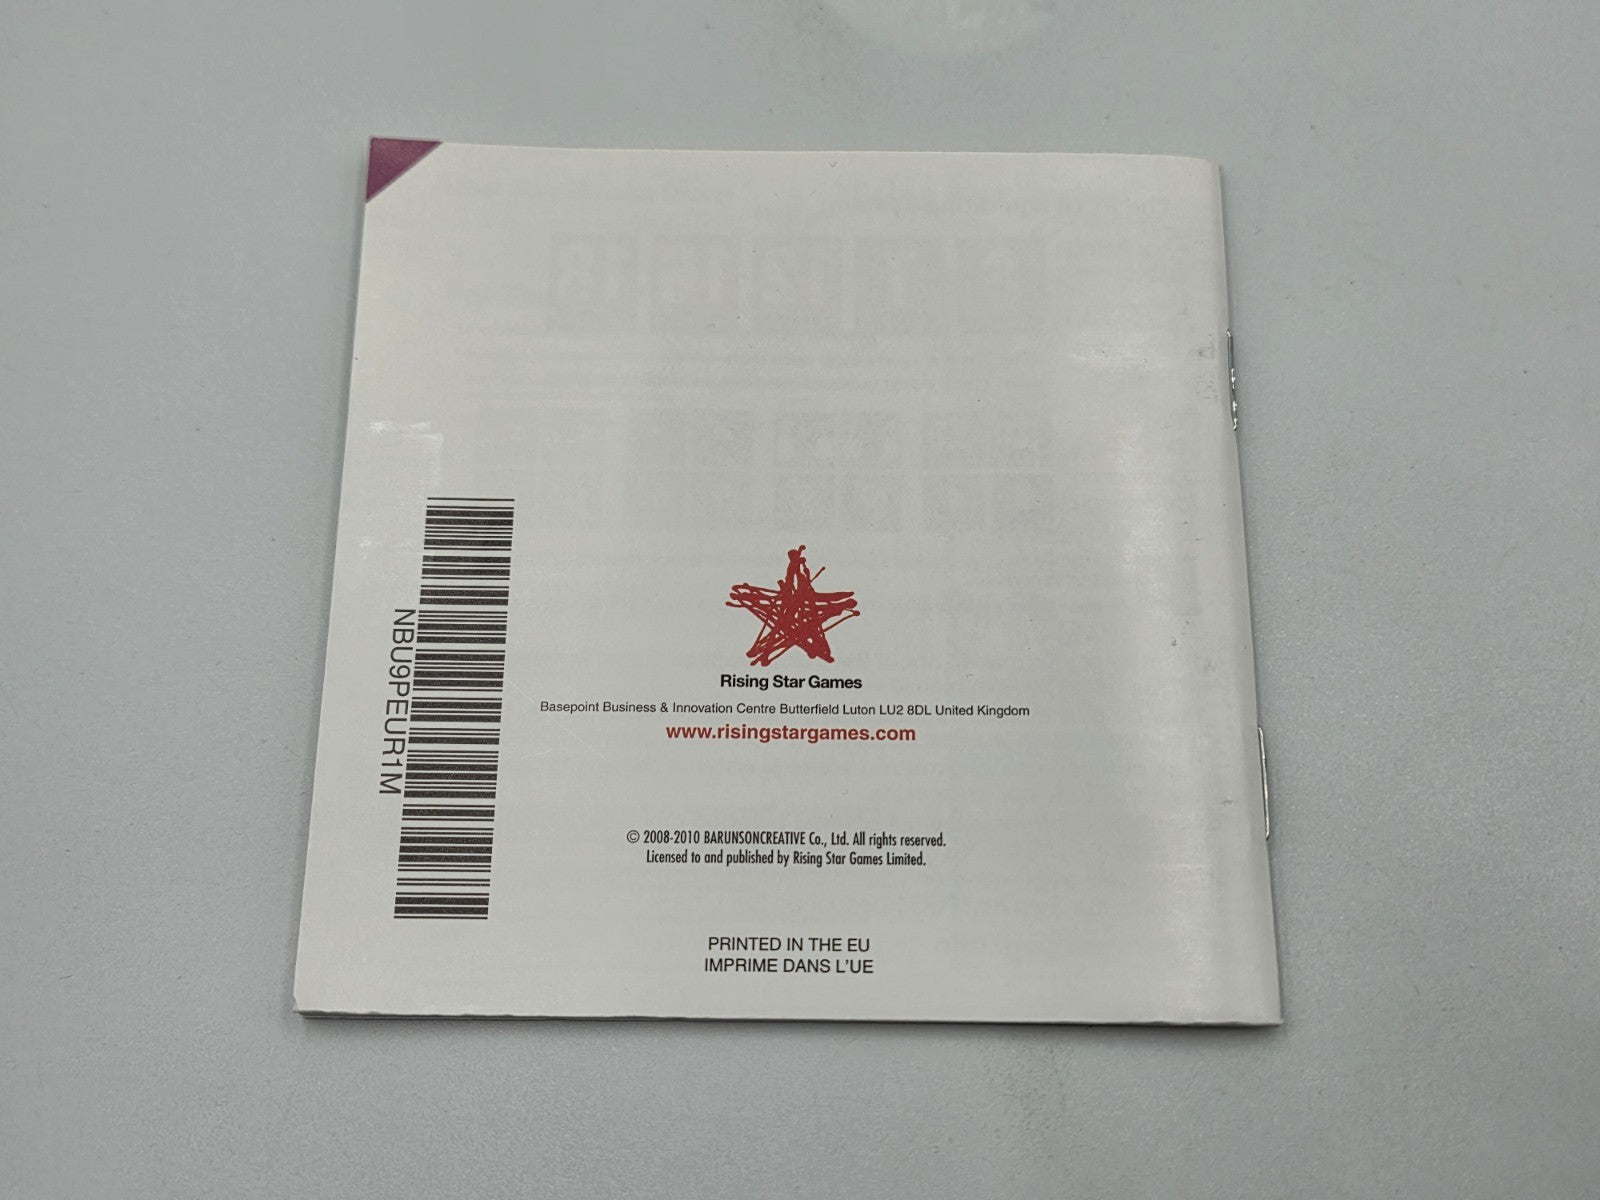 NBU9PEUR1M
Rising Star Games
Basepoint Business & Innovation Centre Butterfield Luton LU2 8DL United Kingdom
www.risingstargames.com
© 2008-2010 BARUNSONCREATIVE Co., Ltd. All rights reserved.
Licensed to and published by Rising Star Games Limited.
PRINTED IN THE EU
IMPRIME DANS L'UE